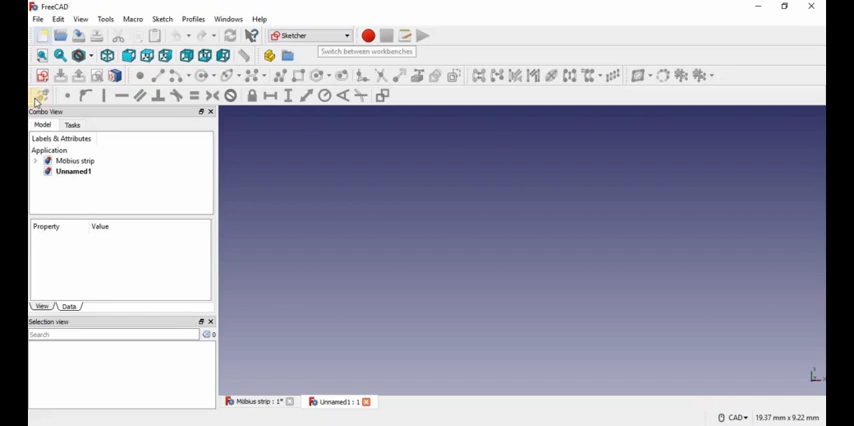 FreeCAD
File Edit View Tools Macro Sketch Profiles Windows Help
Sketcher
Switch between workbenches
Combo View
Model Tasks
Labels & Attributes
Application
Möbius strip
Unnamed1
Property Value
View Data
Selection view
Search 0
Möbius strip : 1* Unnamed1 : 1
CAD 19.37 mm x 9.22 mm